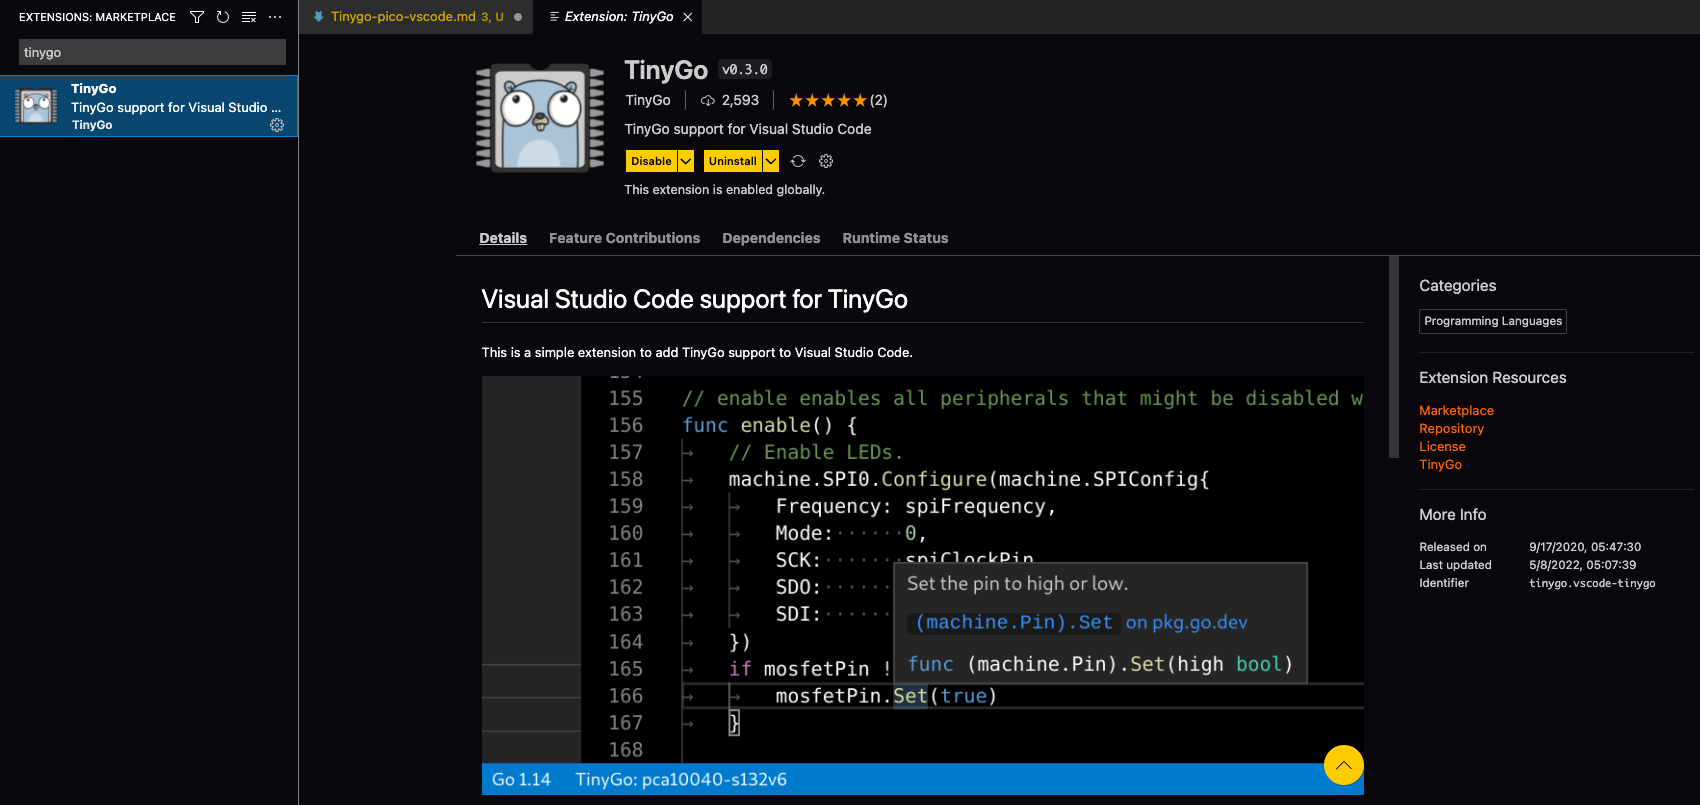 EXTENSIONS: MARKETPLACE
tinygo
TinyGo
TinyGo support for Visual Studio ...
TinyGo
Tinygo-pico-vscode.md 3, U
Extension: TinyGo
TinyGo v0.3.0
TinyGo 2,593 (2)
TinyGo support for Visual Studio Code
Disable Uninstall
This extension is enabled globally.
Details Feature Contributions Dependencies Runtime Status
Visual Studio Code support for TinyGo
This is a simple extension to add TinyGo support to Visual Studio Code.
155 // enable enables all peripherals that might be disabled w
156 func enable() {
157 // Enable LEDs.
158 machine.SPI0.Configure(machine.SPIConfig{
159 Frequency: spiFrequency,
160 Mode: 0,
161 SCK: spiClockPin
162 SDO:
163 SDI:
164 })
165 if mosfetPin !
166 mosfetPin.Set(true)
167 }
168
Set the pin to high or low.
(machine.Pin).Set on pkg.go.dev
func (machine.Pin).Set(high bool)
Go 1.14 TinyGo: pca10040-s132v6
Categories
Programming Languages
Extension Resources
Marketplace
Repository
License
TinyGo
More Info
Released on 9/17/2020, 05:47:30
Last updated 5/8/2022, 05:07:39
Identifier tinygo.vscode-tinygo